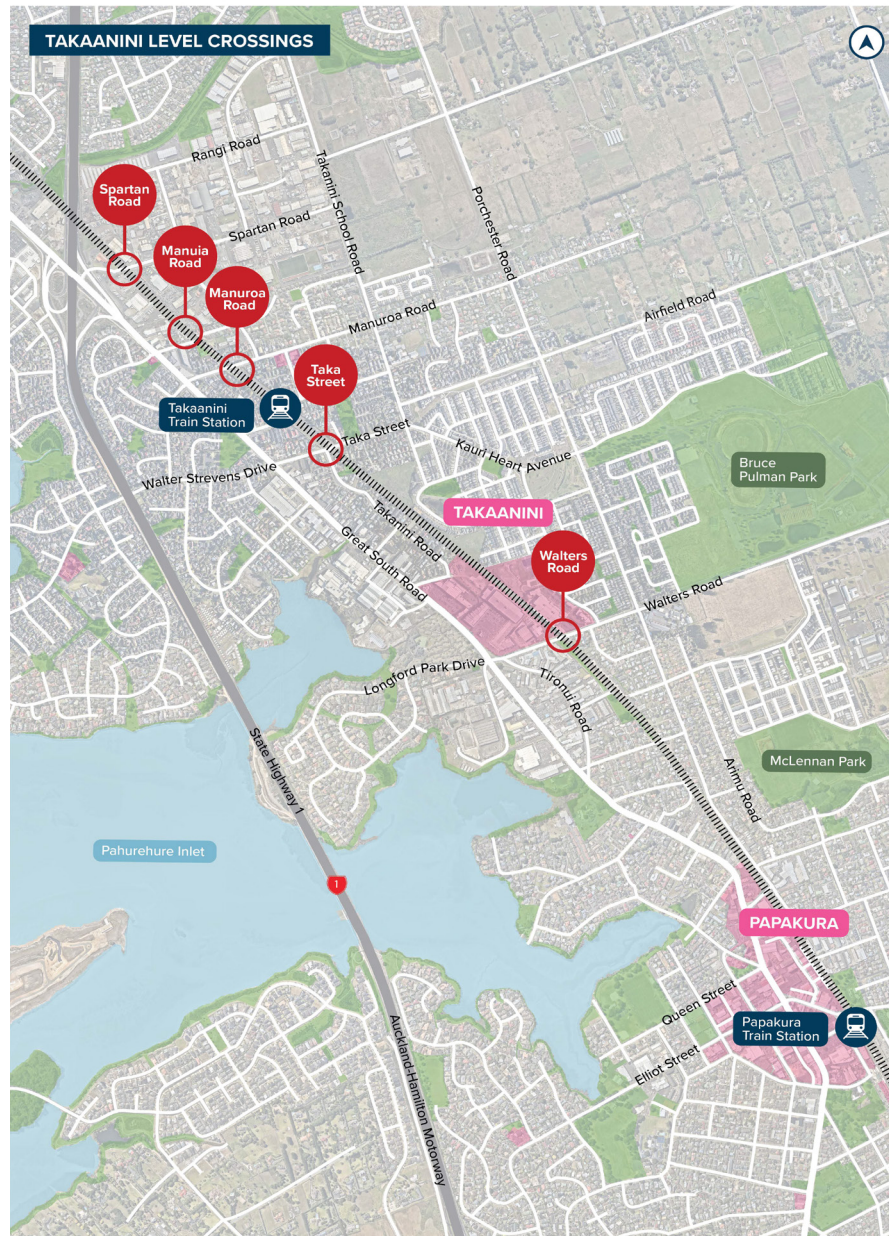 TAKAANINI LEVEL CROSSINGS
Rangi Road
Takanini School Road
Porchester Road
Spartan
Road
Spartan Road
Manuia
Road
Manuroa
Road
Manuroa Road
Airfield Road
Taka
Street
Takaanini
Train Station
Taka Street
Kauri Heart Avenue
Walter Strevens Drive
Bruce
Pulman Park
TAKAANINI
Takanini Road
Great South Road
Walters
Road
Walters Road
Longford Park Drive
Tironui Road
State Highway 1
McLennan Park
Arimu Road
Pahurehure Inlet
1
PAPAKURA
Queen Street
Papakura
Train Station
Elliot Street
Auckland-Hamilton Motorway